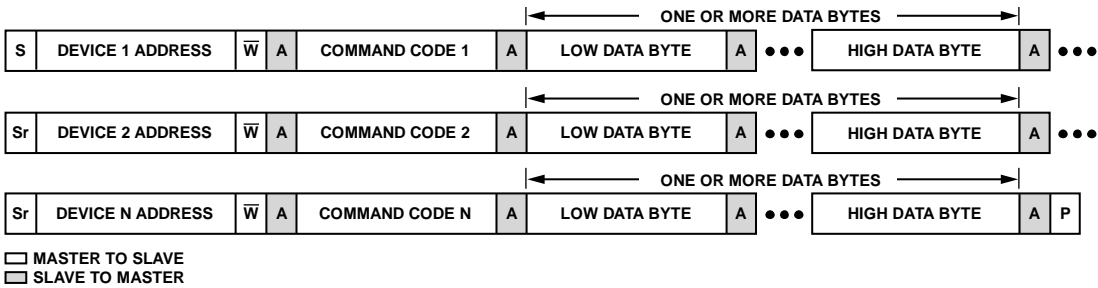 ONE OR MORE DATA BYTES
S DEVICE 1 ADDRESS W̅ A COMMAND CODE 1 A LOW DATA BYTE A ●●● HIGH DATA BYTE A ●●●
ONE OR MORE DATA BYTES
Sr DEVICE 2 ADDRESS W̅ A COMMAND CODE 2 A LOW DATA BYTE A ●●● HIGH DATA BYTE A ●●●
ONE OR MORE DATA BYTES
Sr DEVICE N ADDRESS W̅ A COMMAND CODE N A LOW DATA BYTE A ●●● HIGH DATA BYTE A P
MASTER TO SLAVE
SLAVE TO MASTER